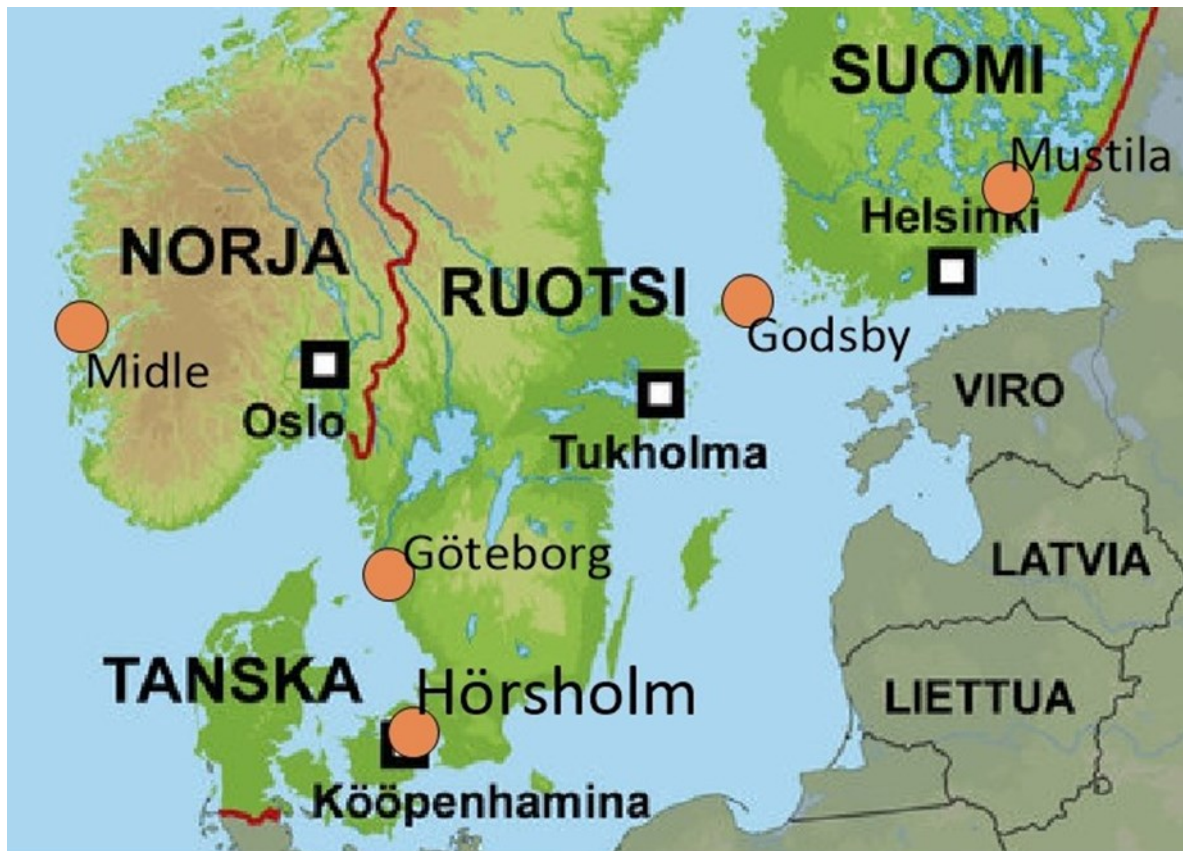 SUOMI
Mustila
Helsinki
NORJA
RUOTSI
Godsby
Midle
Oslo
Tukholma
VIRO
Göteborg
LATVIA
TANSKA
Hörsholm
LIETTUA
Kööpenhamina